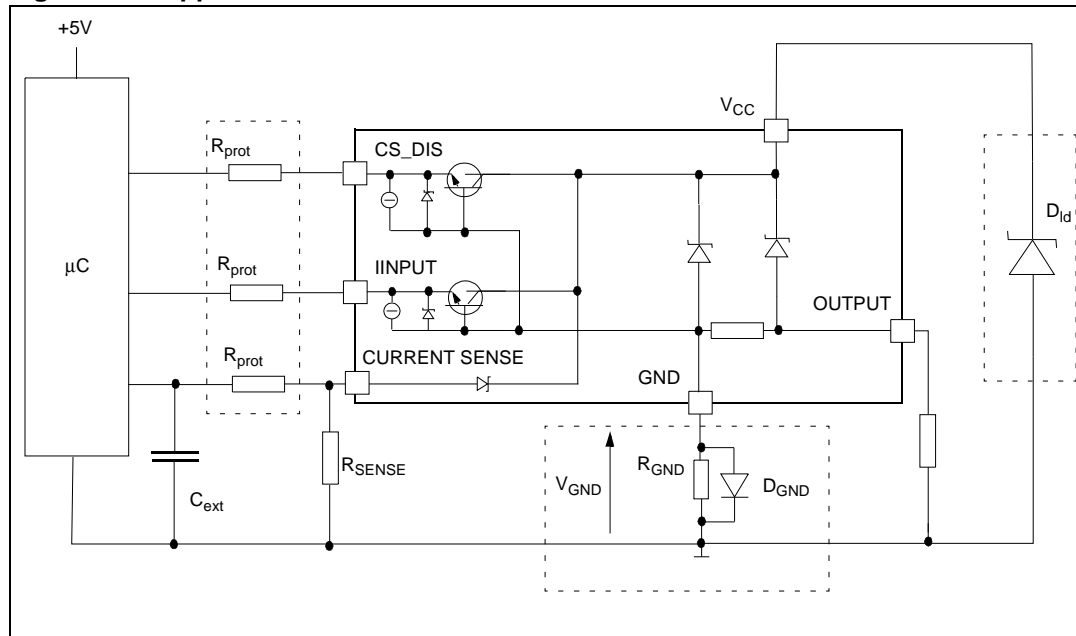 +5V
V_CC
R_prot
CS_DIS
D_ld
μC
R_prot
IINPUT
OUTPUT
R_prot
CURRENT SENSE
GND
R_SENSE
R_GND
V_GND
D_GND
C_ext